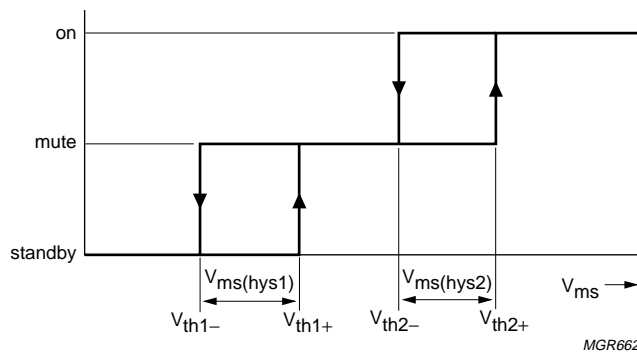 on
mute
standby
Vms(hys1)
Vms(hys2)
Vms
Vth1−
Vth1+
Vth2-
Vth2+
MGR662